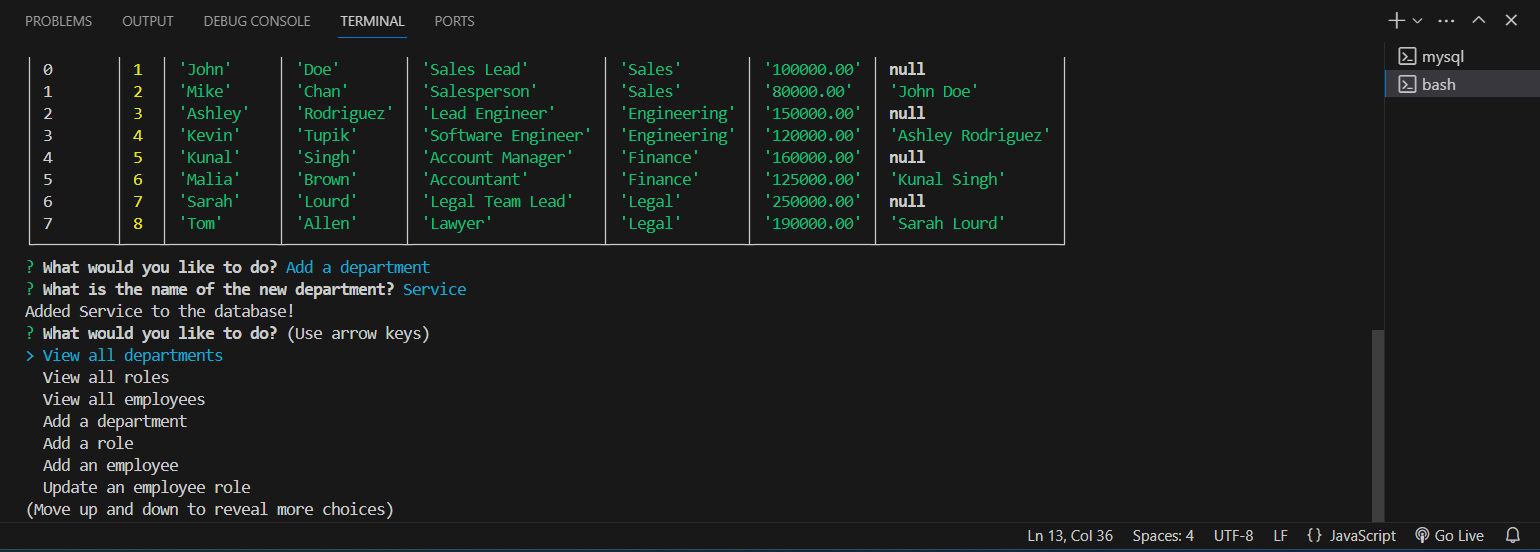 PROBLEMS OUTPUT DEBUG CONSOLE TERMINAL PORTS
mysql
bash
0 1 'John' 'Doe' 'Sales Lead' 'Sales' '100000.00' null
1 2 'Mike' 'Chan' 'Salesperson' 'Sales' '80000.00' 'John Doe'
2 3 'Ashley' 'Rodriguez' 'Lead Engineer' 'Engineering' '150000.00' null
3 4 'Kevin' 'Tupik' 'Software Engineer' 'Engineering' '120000.00' 'Ashley Rodriguez'
4 5 'Kunal' 'Singh' 'Account Manager' 'Finance' '160000.00' null
5 6 'Malia' 'Brown' 'Accountant' 'Finance' '125000.00' 'Kunal Singh'
6 7 'Sarah' 'Lourd' 'Legal Team Lead' 'Legal' '250000.00' null
7 8 'Tom' 'Allen' 'Lawyer' 'Legal' '190000.00' 'Sarah Lourd'
? What would you like to do? Add a department
? What is the name of the new department? Service
Added Service to the database!
? What would you like to do? (Use arrow keys)
> View all departments
View all roles
View all employees
Add a department
Add a role
Add an employee
Update an employee role
(Move up and down to reveal more choices)
Ln 13, Col 36 Spaces: 4 UTF-8 LF {} JavaScript Go Live